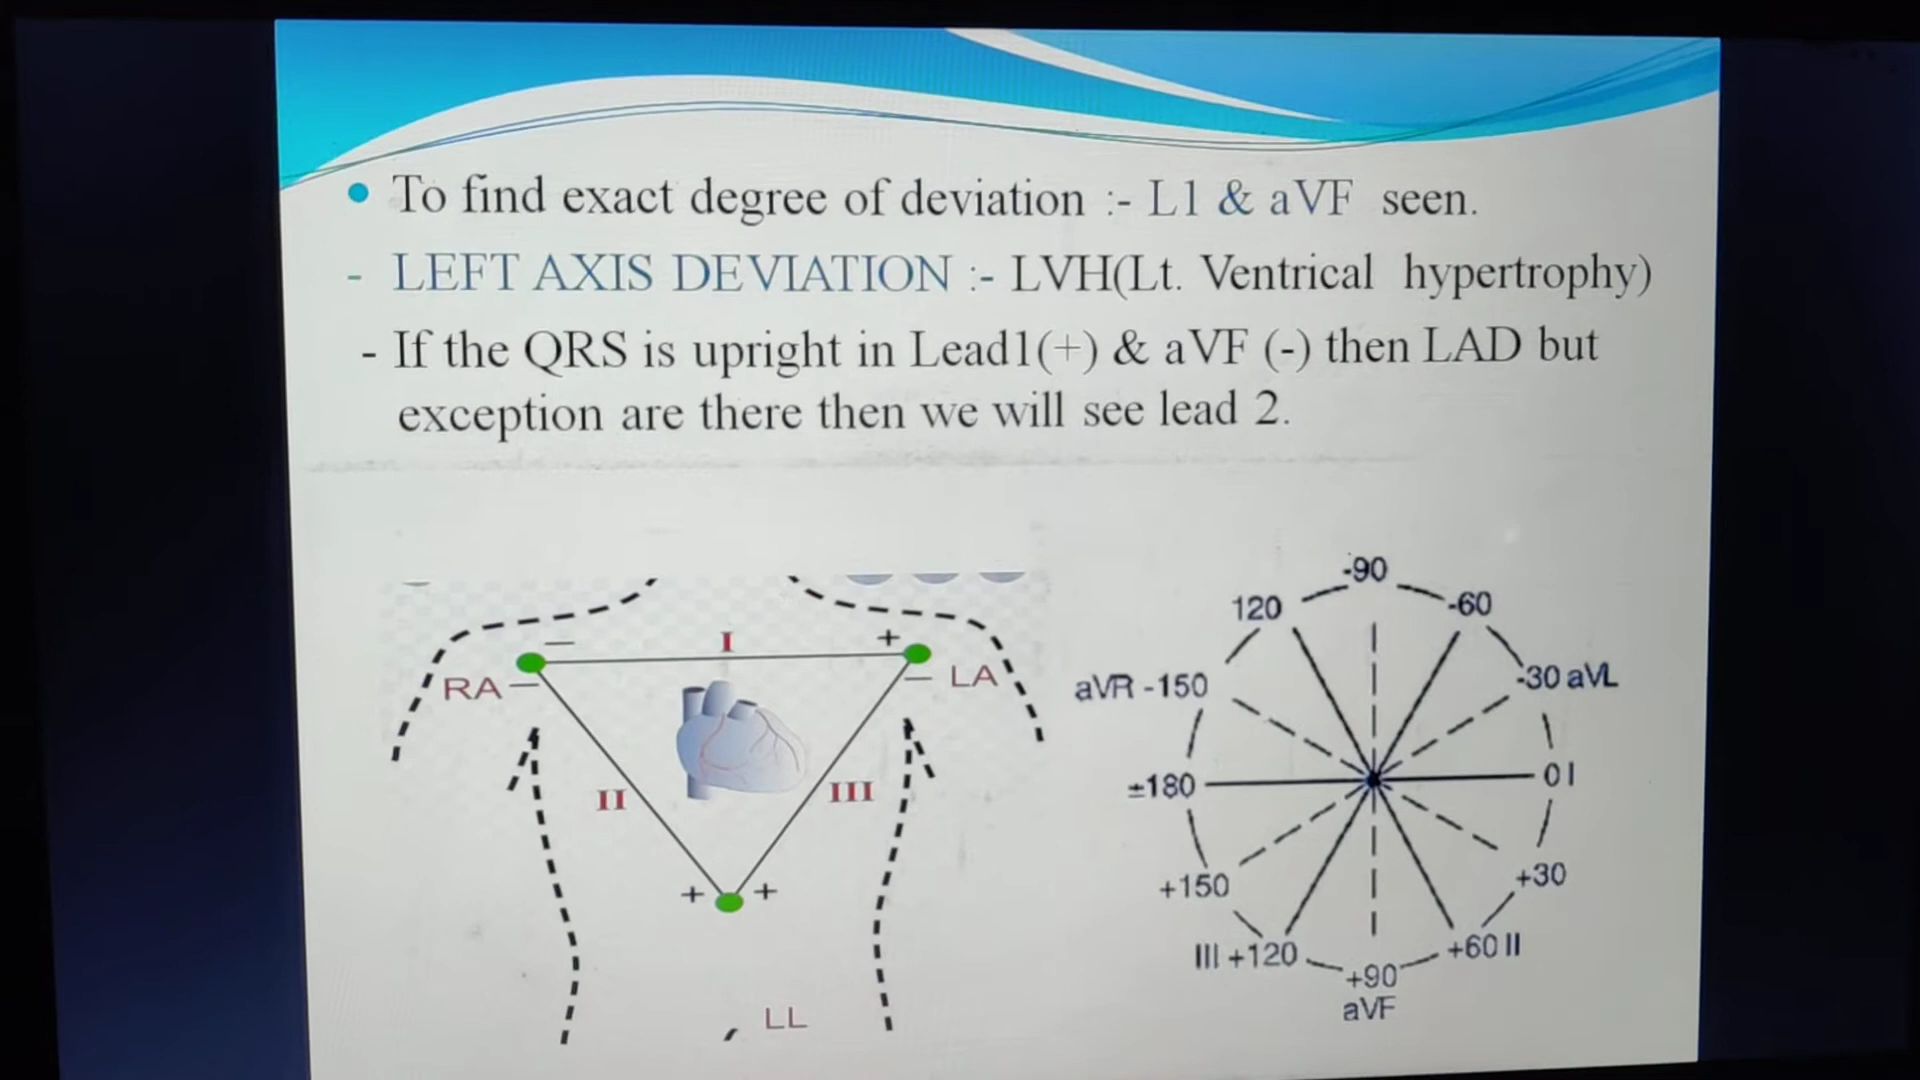 To find exact degree of deviation :- L1 & aVF seen.
- LEFT AXIS DEVIATION :- LVH(Lt. Ventrical hypertrophy)
- If the QRS is upright in Lead1(+) & aVF (-) then LAD but
exception are there then we will see lead 2.
I
RA
LA
II
III
LL
-90
120
-60
aVR -150
-30 aVL
±180
0 I
+150
+30
III +120
+60 II
+90
aVF